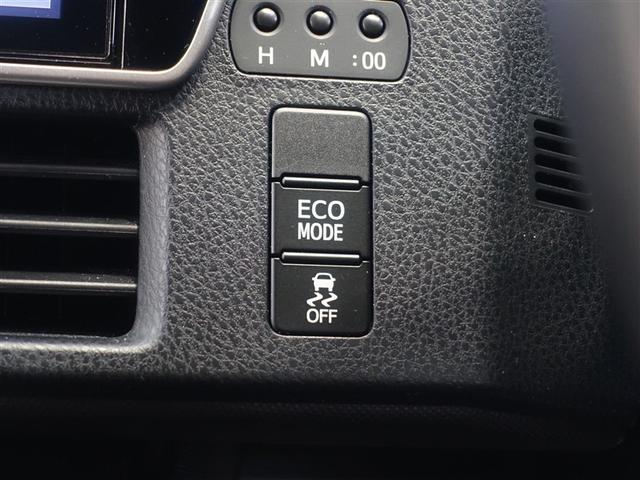 H M :00
ECO
MODE
OFF